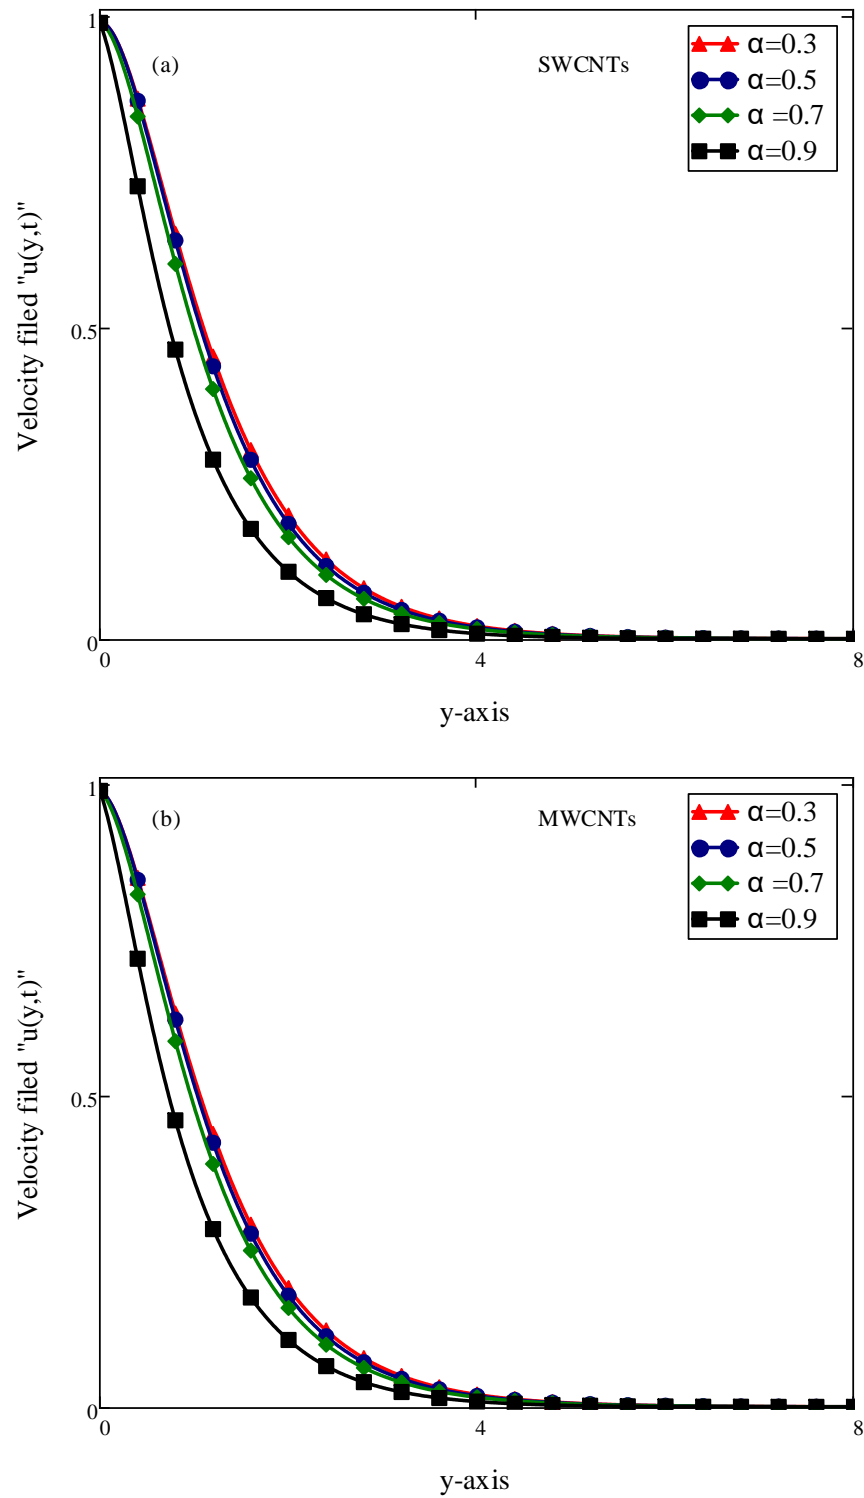 1
(a)
SWCNTs
α=0.3
α=0.5
α =0.7
α=0.9
Velocity filed "u(y,t)"
0.5
0
0
4
8
y-axis
1
(b)
MWCNTs
α=0.3
α=0.5
α =0.7
α=0.9
Velocity filed "u(y,t)"
0.5
0
0
4
8
y-axis